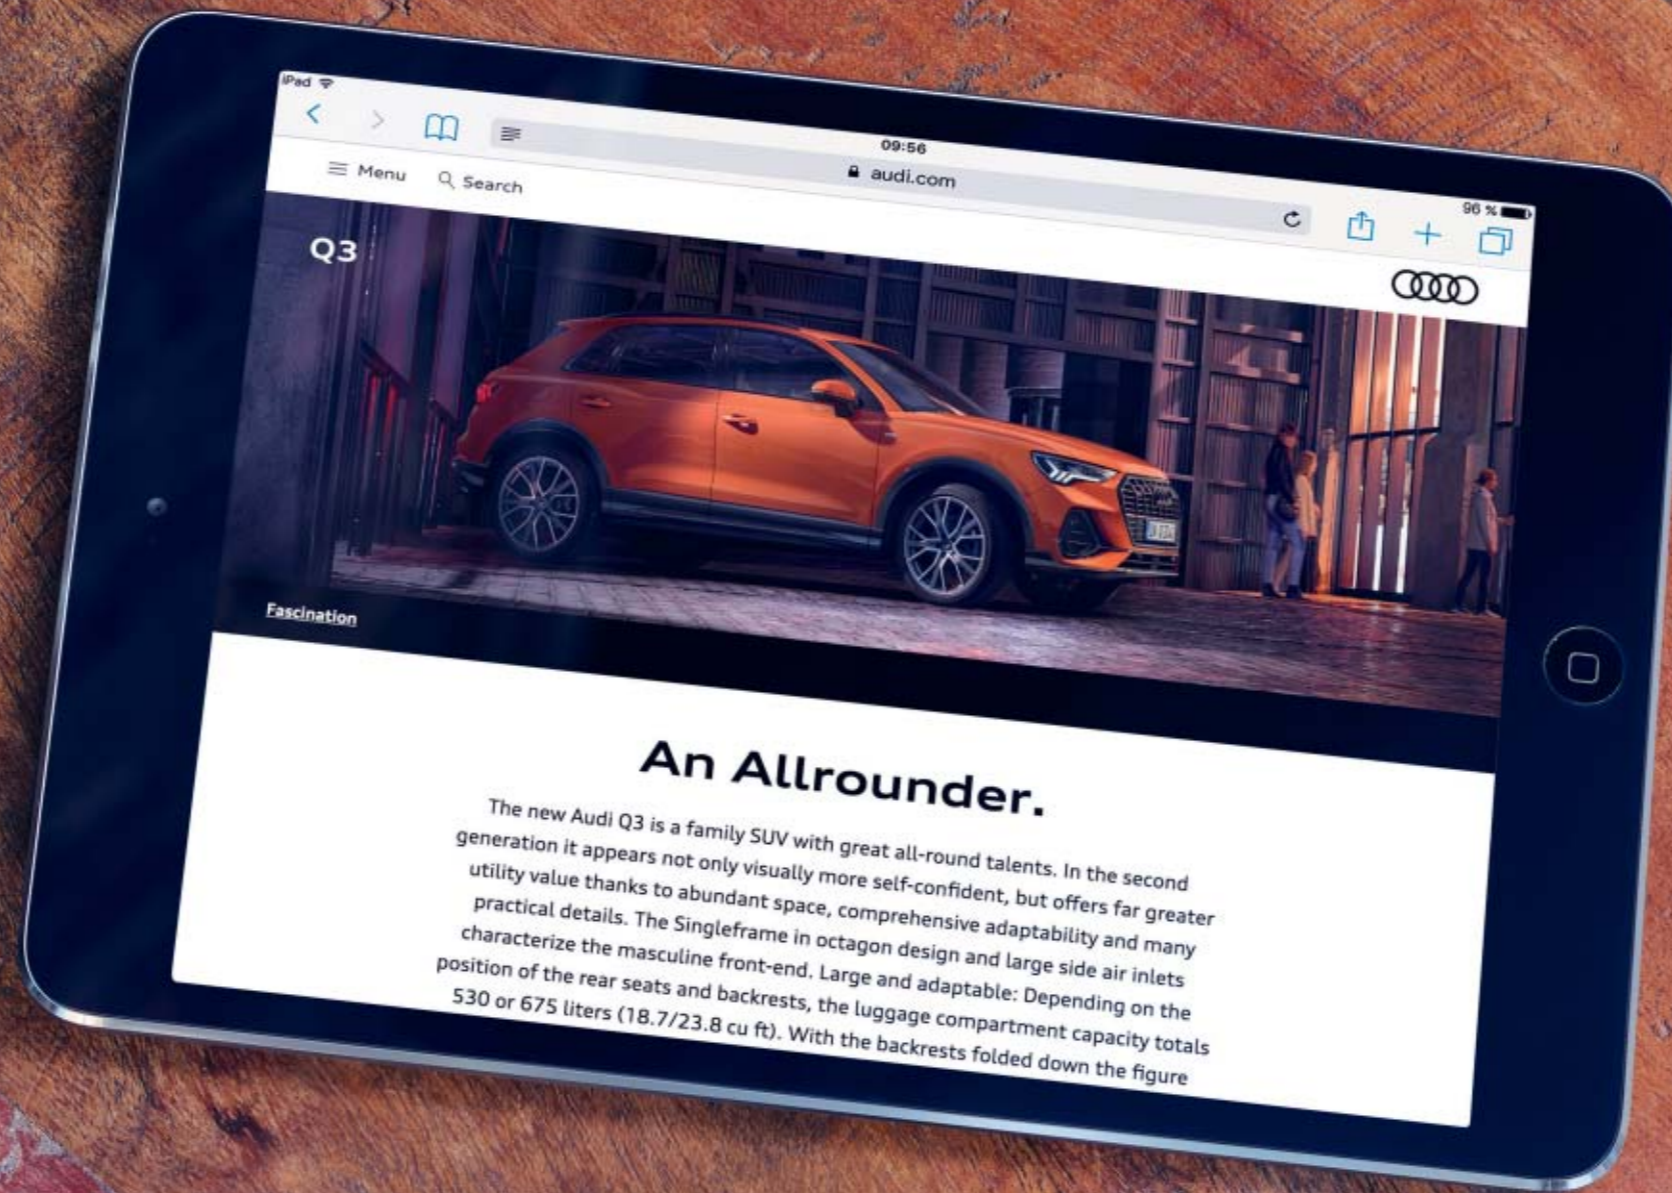 iPad
09:56
96 %
audi.com
Menu
Search
Q3
Fascination
An Allrounder.
The new Audi Q3 is a family SUV with great all-round talents. In the second
generation it appears not only visually more self-confident, but offers far greater
utility value thanks to abundant space, comprehensive adaptability and many
practical details. The Singleframe in octagon design and large side air inlets
characterize the masculine front-end. Large and adaptable: Depending on the
position of the rear seats and backrests, the luggage compartment capacity totals
530 or 675 liters (18.7/23.8 cu ft). With the backrests folded down the figure